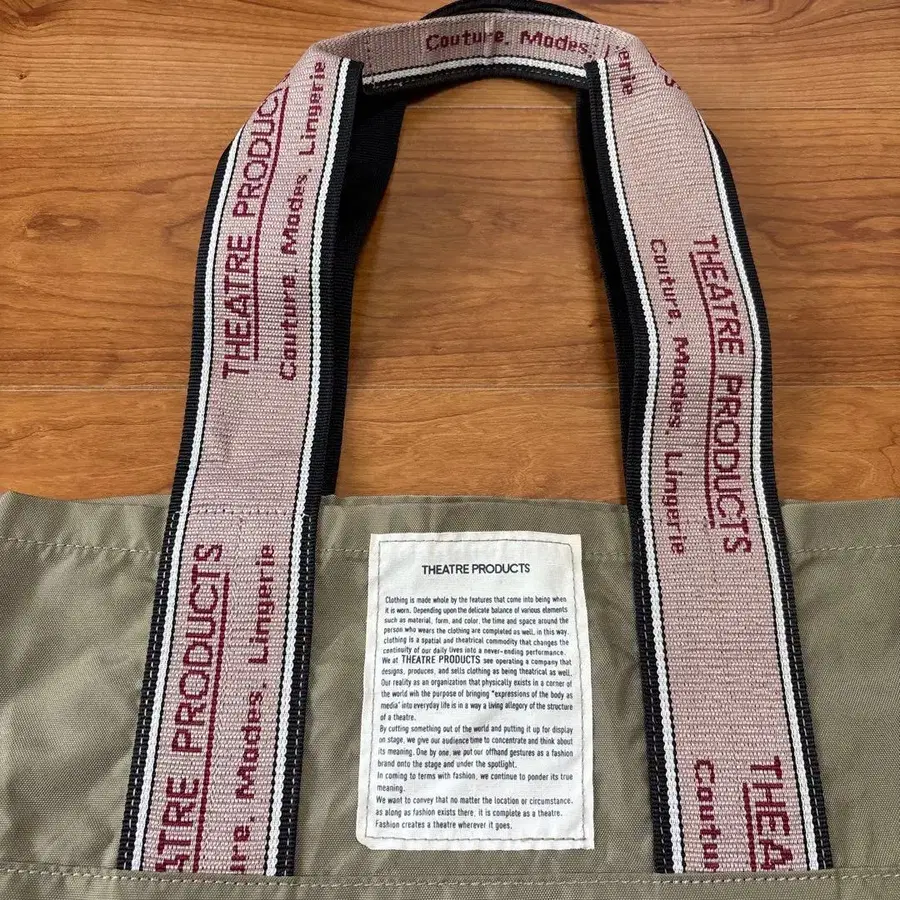 Couture. Modes. Lingerie
THEATRE PRODUCTS
Couture. Modes. Lingerie
THEATRE PRODUCTS
Couture. Modes. Lingerie
THEATRE PRODUCTS
Couture. Modes. Lingerie
THEATRE PRODUCTS
Clothing is made whole by the features that come into being when
it is worn. Depending upon the delicate balance of various elements
such as material, form, and color, the time and space around the
person who wears the clothing are completed as well, in this way,
clothing is a spatial and theatrical commodity that changes the
continuity of our daily lives into a never-ending performance.
We at THEATRE PRODUCTS see operating a company that
designs, produces, and sells clothing as being theatrical as well.
Our reality as an organization that physically exists in a corner of
the world wih the purpose of bringing "expressions of the body as
media" into everyday life is in a way a living allegory of the structure
of a theatre.
By cutting something out of the world and putting it up for display
on stage, we give our audience time to concentrate and think about
its meaning. One by one, we put our offhand gestures as a fashion
brand onto the stage and under the spotlight.
In coming to terms with fashion, we continue to ponder its true
meaning.
We want to convey that no matter the location or circumstance,
as along as fashion exists there, it is complete as a theatre.
Fashion creates a theatre wherever it goes.